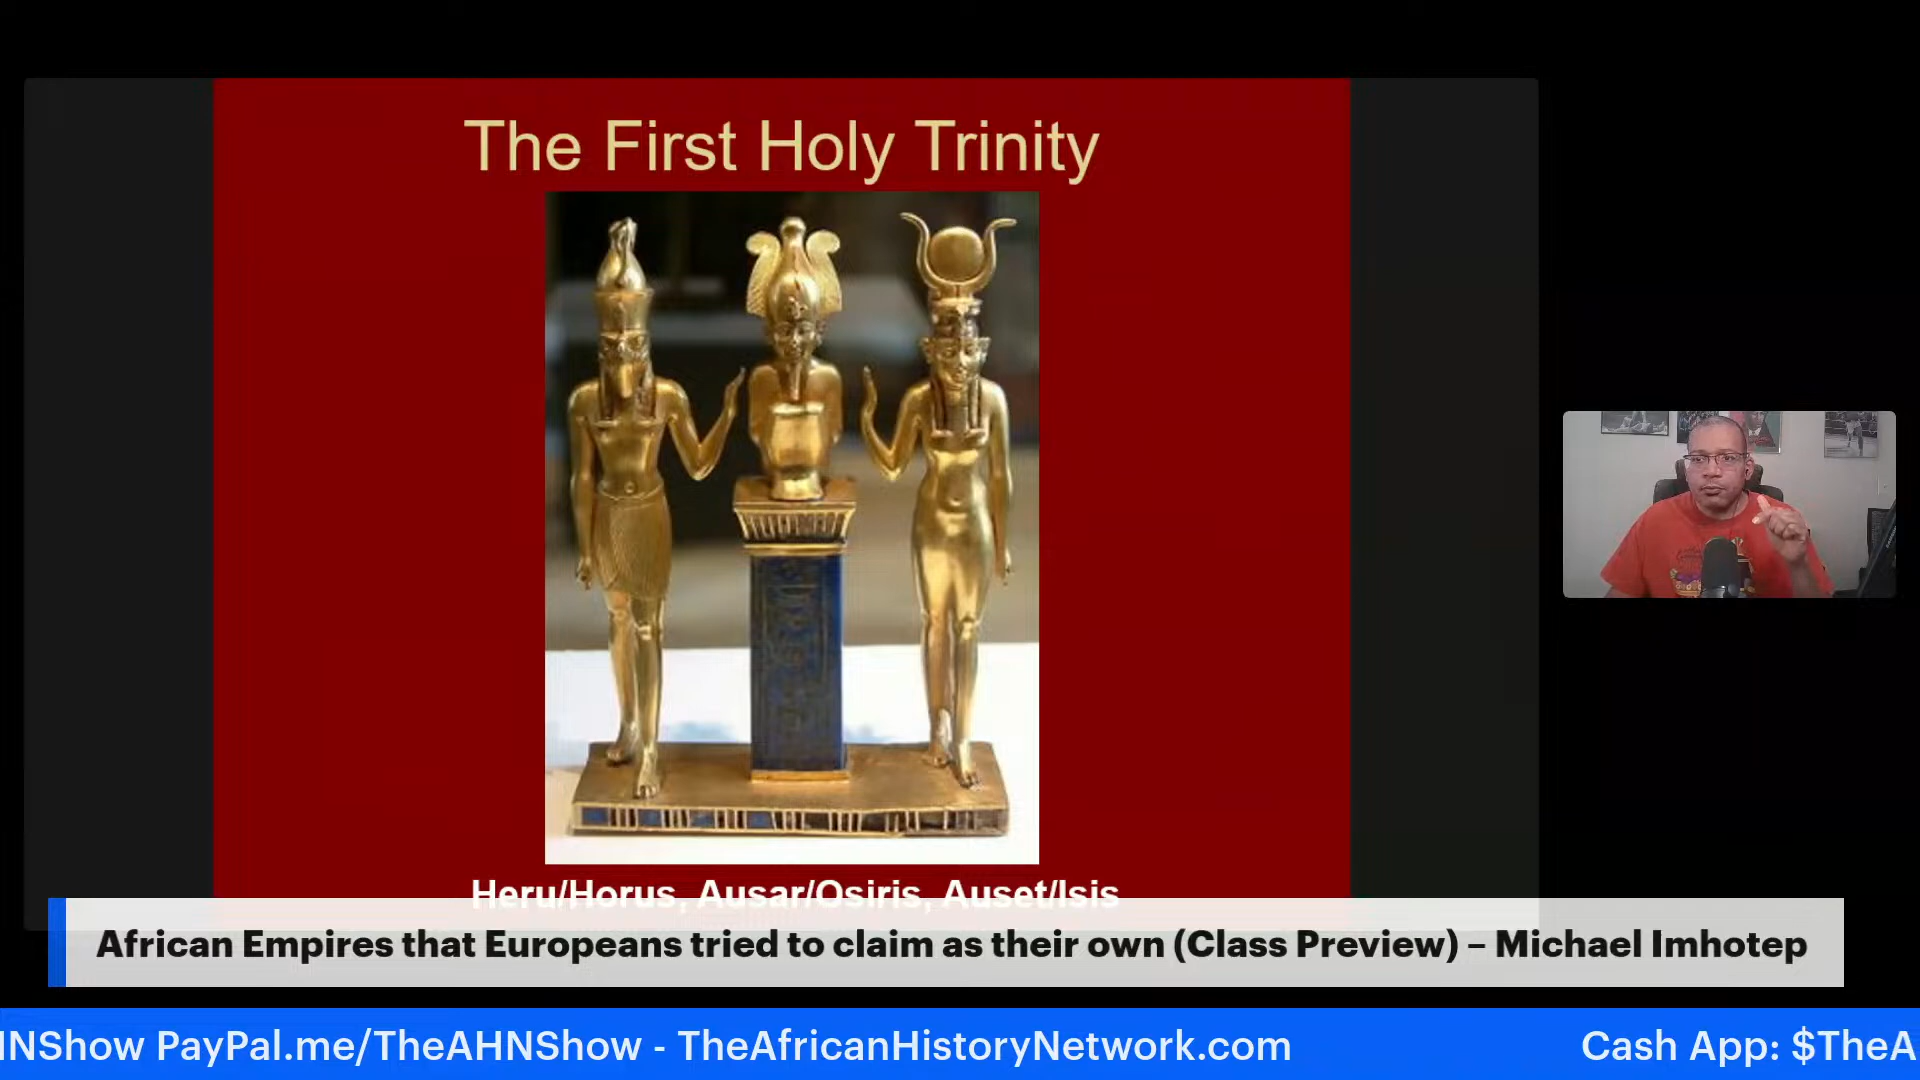 The First Holy Trinity
Heru/Horus, Ausar/Osiris, Auset/Isis
African Empires that Europeans tried to claim as their own (Class Preview) – Michael Imhotep
NShow PayPal.me/TheAHNShow - TheAfricanHistoryNetwork.com Cash App: $TheA